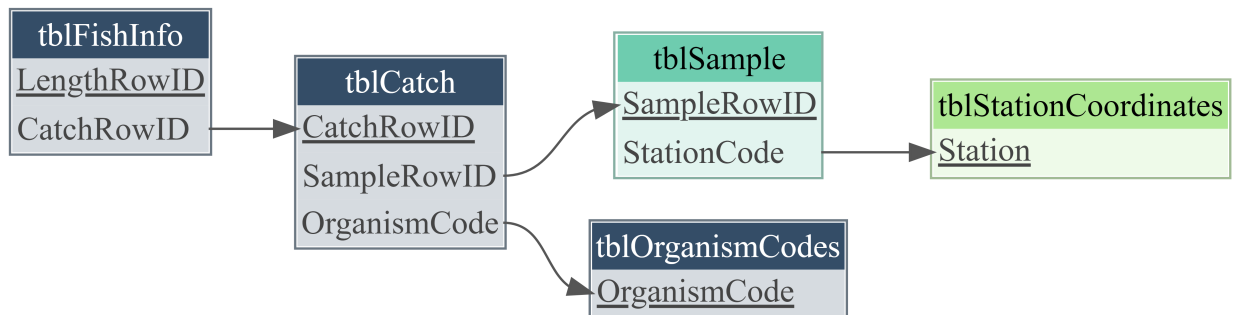 tblFishInfo
LengthRowID
CatchRowID
tblCatch
CatchRowID
SampleRowID
OrganismCode
tblSample
SampleRowID
StationCode
tblOrganismCodes
OrganismCode
tblStationCoordinates
Station